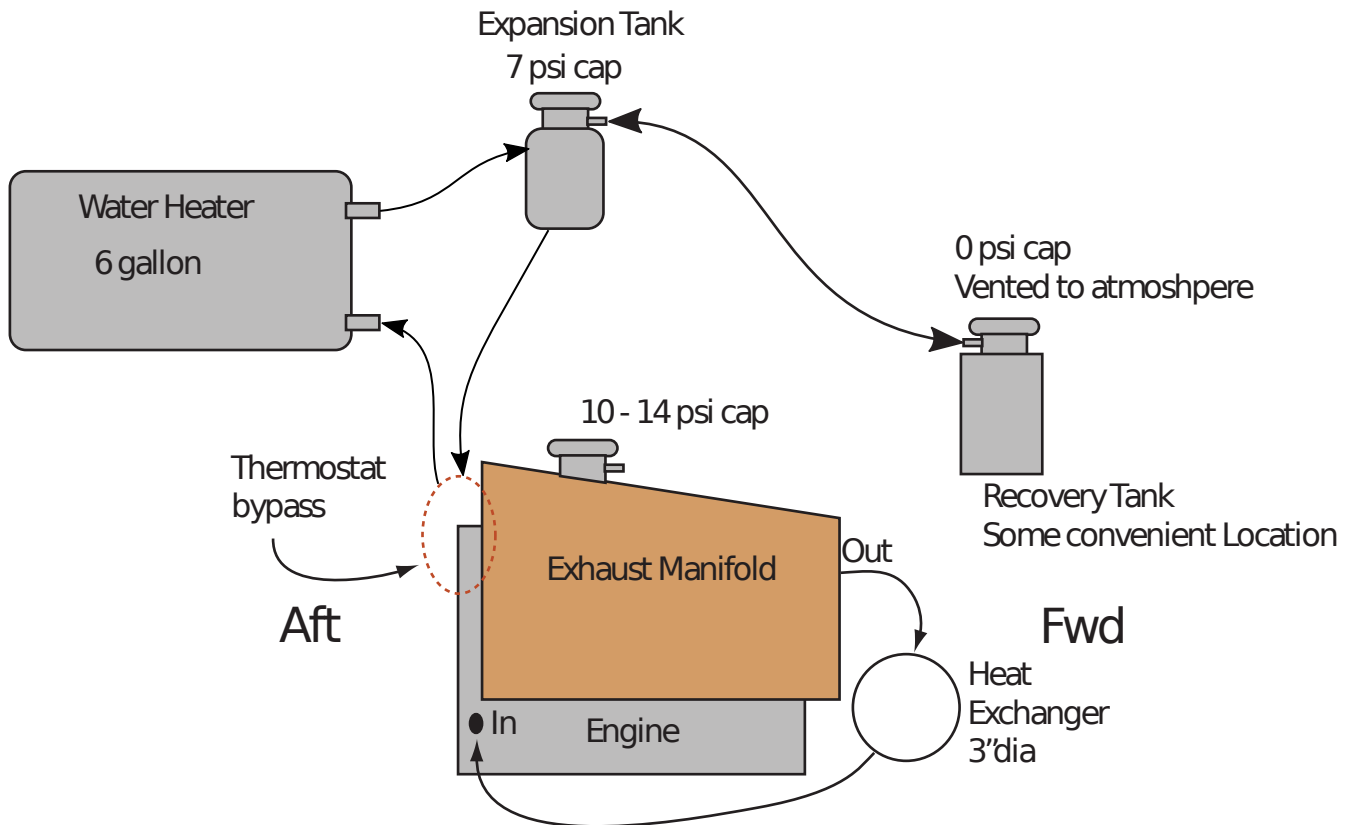 Expansion Tank
7 psi cap
Water Heater
6 gallon
0 psi cap
Vented to atmoshpere
10 - 14 psi cap
Thermostat
bypass
Recovery Tank
Some convenient Location
Out
Exhaust Manifold
Aft
Fwd
Heat
Exchanger
3”dia
In
Engine